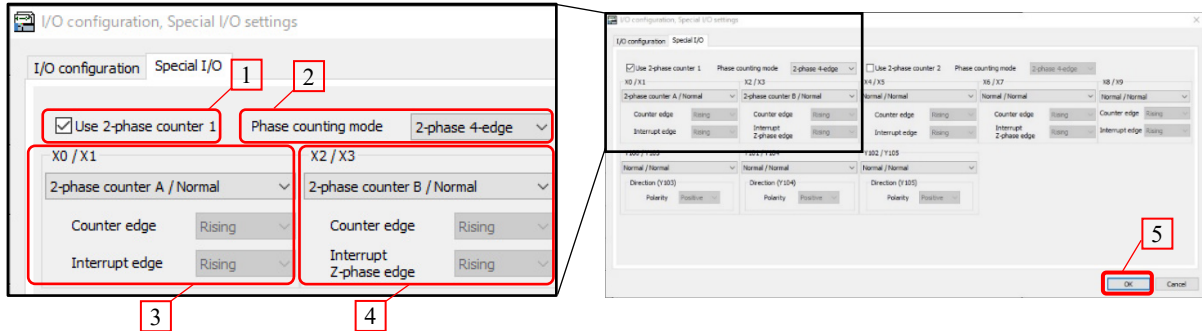 I/O configuration, Special I/O settings
I/O configuration Special I/O
1
2
Use 2-phase counter 1 Phase counting mode 2-phase 4-edge
X0 / X1 X2 / X3
2-phase counter A / Normal 2-phase counter B / Normal
Counter edge Rising Counter edge Rising
Interrupt edge Rising Interrupt Z-phase edge Rising
3
4
I/O configuration, Special I/O settings
I/O configuration Special I/O
Use 2-phase counter 1 Phase counting mode 2-phase 4-edge Use 2-phase counter 2 Phase counting mode 2-phase 4-edge
X0 / X1 X2 / X3 X4 / X5 X6 / X7 X8 / X9
2-phase counter A / Normal 2-phase counter B / Normal Normal / Normal Normal / Normal Normal / Normal
Counter edge Rising Counter edge Rising Counter edge Rising Counter edge Rising Counter edge Rising
Interrupt edge Rising Interrupt Z-phase edge Rising Interrupt edge Rising Interrupt Z-phase edge Rising Interrupt edge Rising
Y100 / Y103 Y101 / Y104 Y102 / Y105
Normal / Normal Normal / Normal Normal / Normal
Direction (Y103) Direction (Y104) Direction (Y105)
Polarity Positive Polarity Positive Polarity Positive
5
OK Cancel